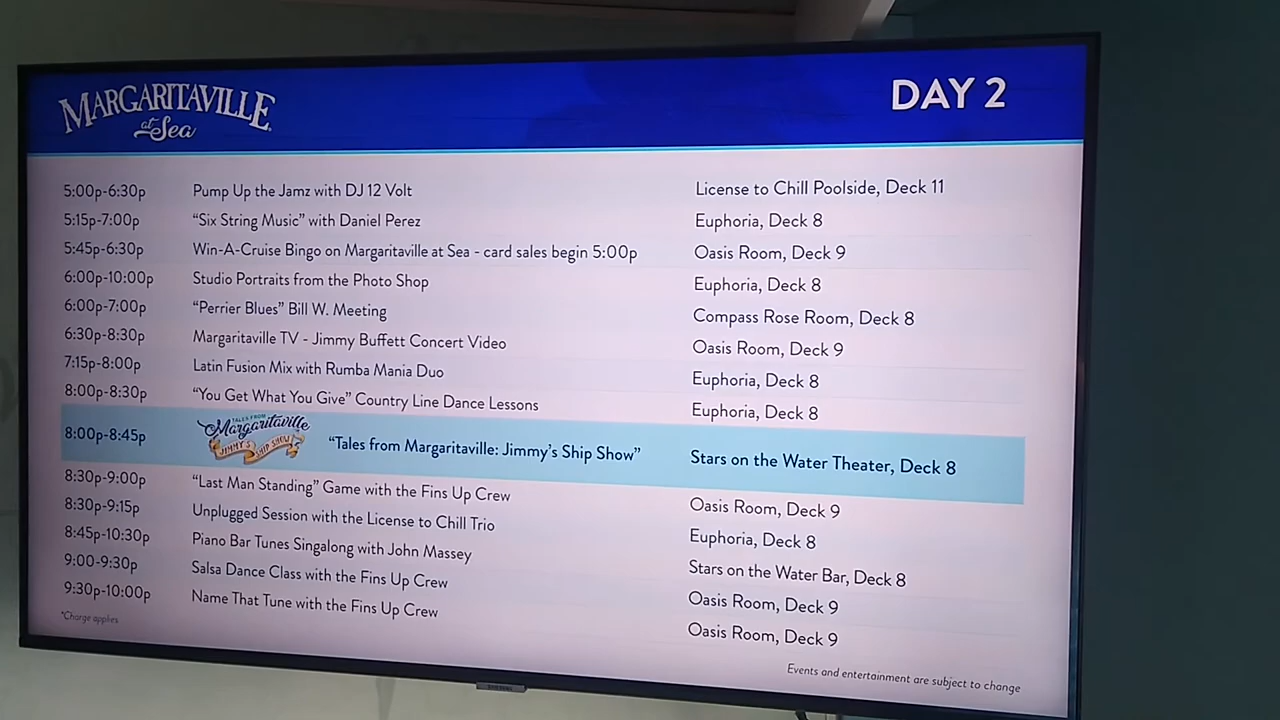 MARGARITAVILLE
at Sea
DAY 2
5:00p-6:30p Pump Up the Jamz with DJ 12 Volt License to Chill Poolside, Deck 11
5:15p-7:00p “Six String Music” with Daniel Perez Euphoria, Deck 8
5:45p-6:30p Win-A-Cruise Bingo on Margaritaville at Sea - card sales begin 5:00p Oasis Room, Deck 9
6:00p-10:00p Studio Portraits from the Photo Shop Euphoria, Deck 8
6:00p-7:00p “Perrier Blues” Bill W. Meeting Compass Rose Room, Deck 8
6:30p-8:30p Margaritaville TV - Jimmy Buffett Concert Video Oasis Room, Deck 9
7:15p-8:00p Latin Fusion Mix with Rumba Mania Duo Euphoria, Deck 8
8:00p-8:30p “You Get What You Give” Country Line Dance Lessons Euphoria, Deck 8
TALES FROM
Margaritaville
JIMMY'S SHIP SHOW!
8:00p-8:45p “Tales from Margaritaville: Jimmy’s Ship Show” Stars on the Water Theater, Deck 8
8:30p-9:00p “Last Man Standing” Game with the Fins Up Crew Oasis Room, Deck 9
8:30p-9:15p Unplugged Session with the License to Chill Trio Euphoria, Deck 8
8:45p-10:30p Piano Bar Tunes Singalong with John Massey Stars on the Water Bar, Deck 8
9:00-9:30p Salsa Dance Class with the Fins Up Crew Oasis Room, Deck 9
9:30p-10:00p Name That Tune with the Fins Up Crew Oasis Room, Deck 9
*Charge applies
Events and entertainment are subject to change
SAMSUNG